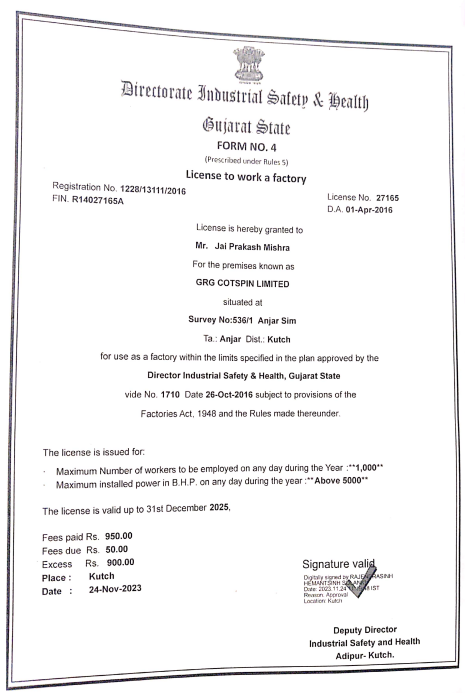 Directorate Industrial Safety & Health
Gujarat State
FORM NO. 4
(Prescribed under Rules 5)
License to work a factory
Registration No. 1228/13111/2016
FIN. R14027165A
License No. 27165
D.A. 01-Apr-2016
License is hereby granted to
Mr. Jai Prakash Mishra
For the premises known as
GRG COTSPIN LIMITED
situated at
Survey No:536/1 Anjar Sim
Ta.: Anjar Dist.: Kutch
for use as a factory within the limits specified in the plan approved by the
Director Industrial Safety & Health, Gujarat State
vide No. 1710 Date 26-Oct-2016 subject to provisions of the
Factories Act, 1948 and the Rules made thereunder.
The license is issued for:
· Maximum Number of workers to be employed on any day during the Year :**1,000**
· Maximum installed power in B.H.P. on any day during the year :**Above 5000**
The license is valid up to 31st December 2025.
Fees paid Rs. 950.00
Fees due Rs. 50.00
Excess Rs. 900.00
Place : Kutch
Date : 24-Nov-2023
Signature valid
Digitally signed by
HEMANTSINH
Date: 2023.11.24
Reason: Approval
Location: Kutch
Deputy Director
Industrial Safety and Health
Adipur- Kutch.